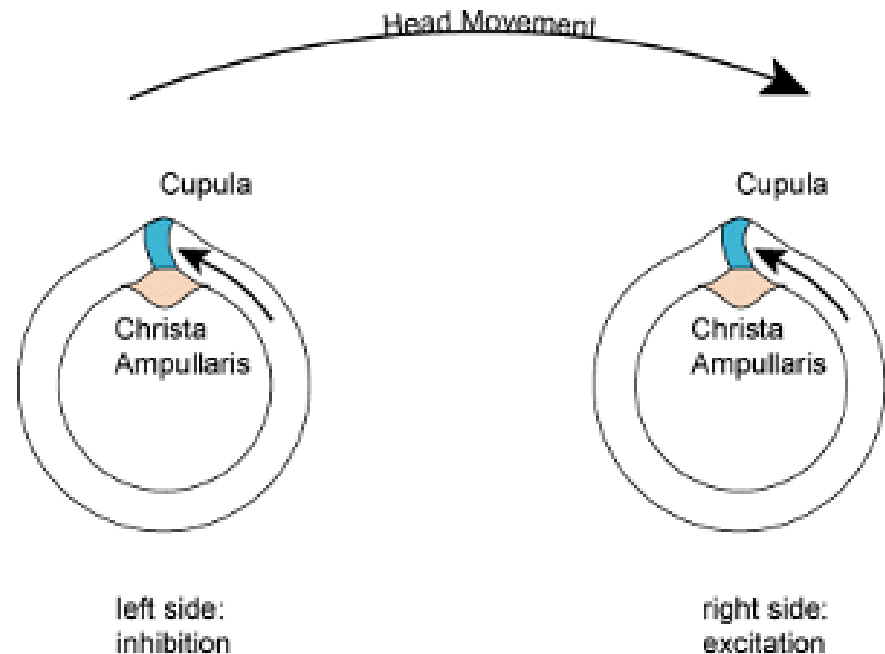 Head Movement
Cupula
Cupula
Christa
Ampullaris
Christa
Ampullaris
left side:
inhibition
right side:
excitation